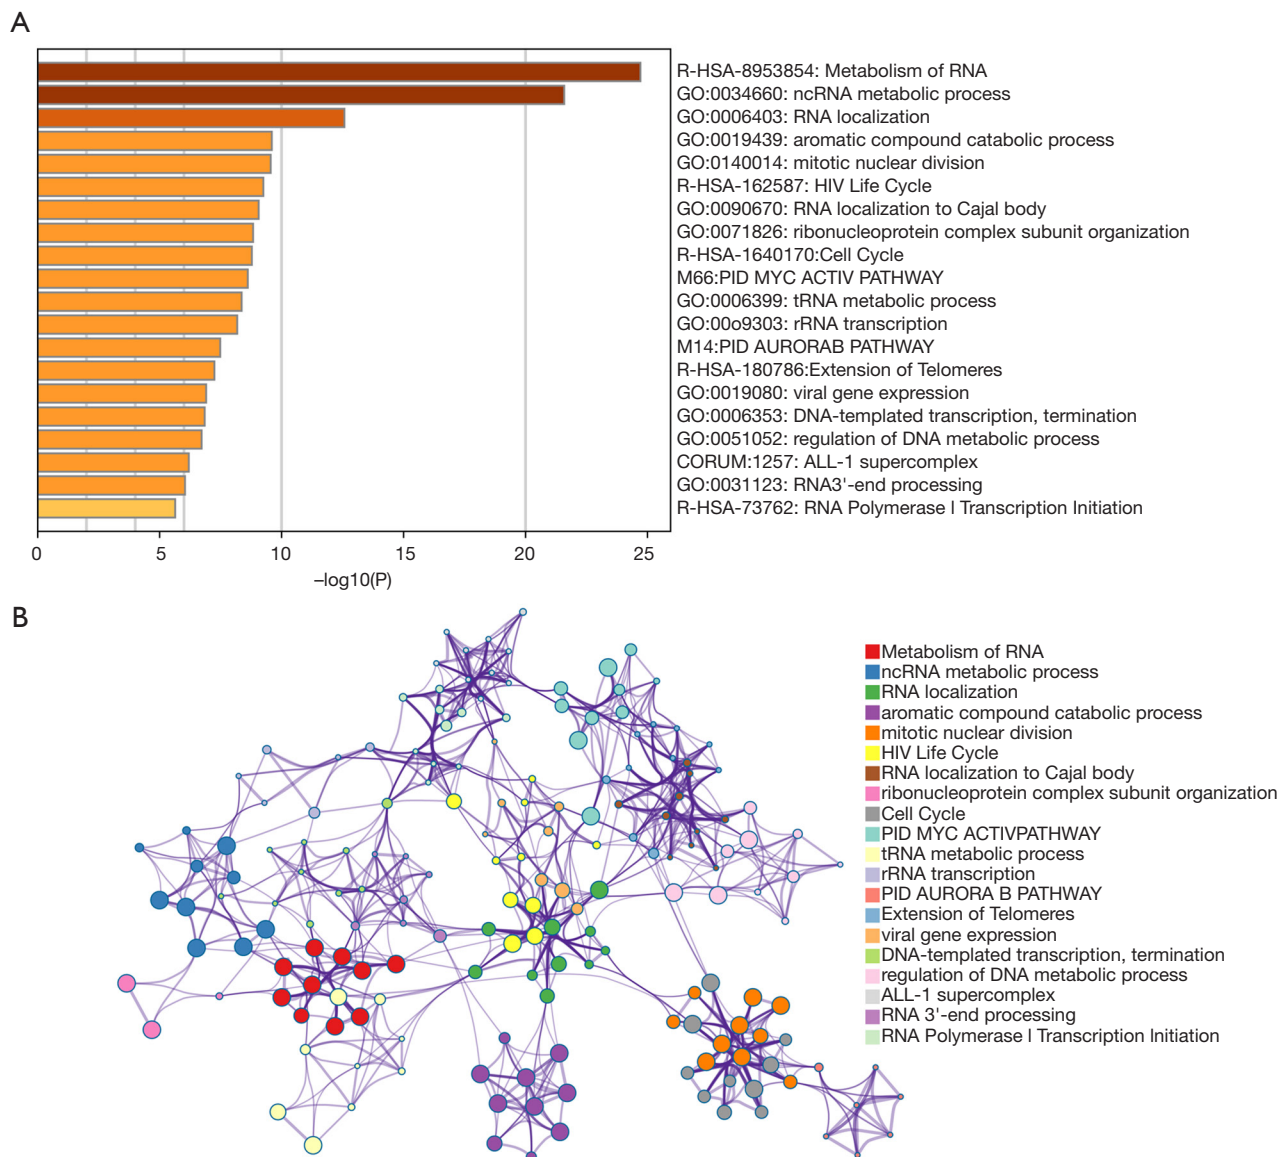 A
R-HSA-8953854: Metabolism of RNA
GO:0034660: ncRNA metabolic process
GO:0006403: RNA localization
GO:0019439: aromatic compound catabolic process
GO:0140014: mitotic nuclear division
R-HSA-162587: HIV Life Cycle
GO:0090670: RNA localization to Cajal body
GO:0071826: ribonucleoprotein complex subunit organization
R-HSA-1640170:Cell Cycle
M66:PID MYC ACTIV PATHWAY
GO:0006399: tRNA metabolic process
GO:00o9303: rRNA transcription
M14:PID AURORAB PATHWAY
R-HSA-180786:Extension of Telomeres
GO:0019080: viral gene expression
GO:0006353: DNA-templated transcription, termination
GO:0051052: regulation of DNA metabolic process
CORUM:1257: ALL-1 supercomplex
GO:0031123: RNA3'-end processing
R-HSA-73762: RNA Polymerase I Transcription Initiation
0 5 10 15 20 25
–log10(P)
B
Metabolism of RNA
ncRNA metabolic process
RNA localization
aromatic compound catabolic process
mitotic nuclear division
HIV Life Cycle
RNA localization to Cajal body
ribonucleoprotein complex subunit organization
Cell Cycle
PID MYC ACTIVPATHWAY
tRNA metabolic process
rRNA transcription
PID AURORA B PATHWAY
Extension of Telomeres
viral gene expression
DNA-templated transcription, termination
regulation of DNA metabolic process
ALL-1 supercomplex
RNA 3'-end processing
RNA Polymerase I Transcription Initiation